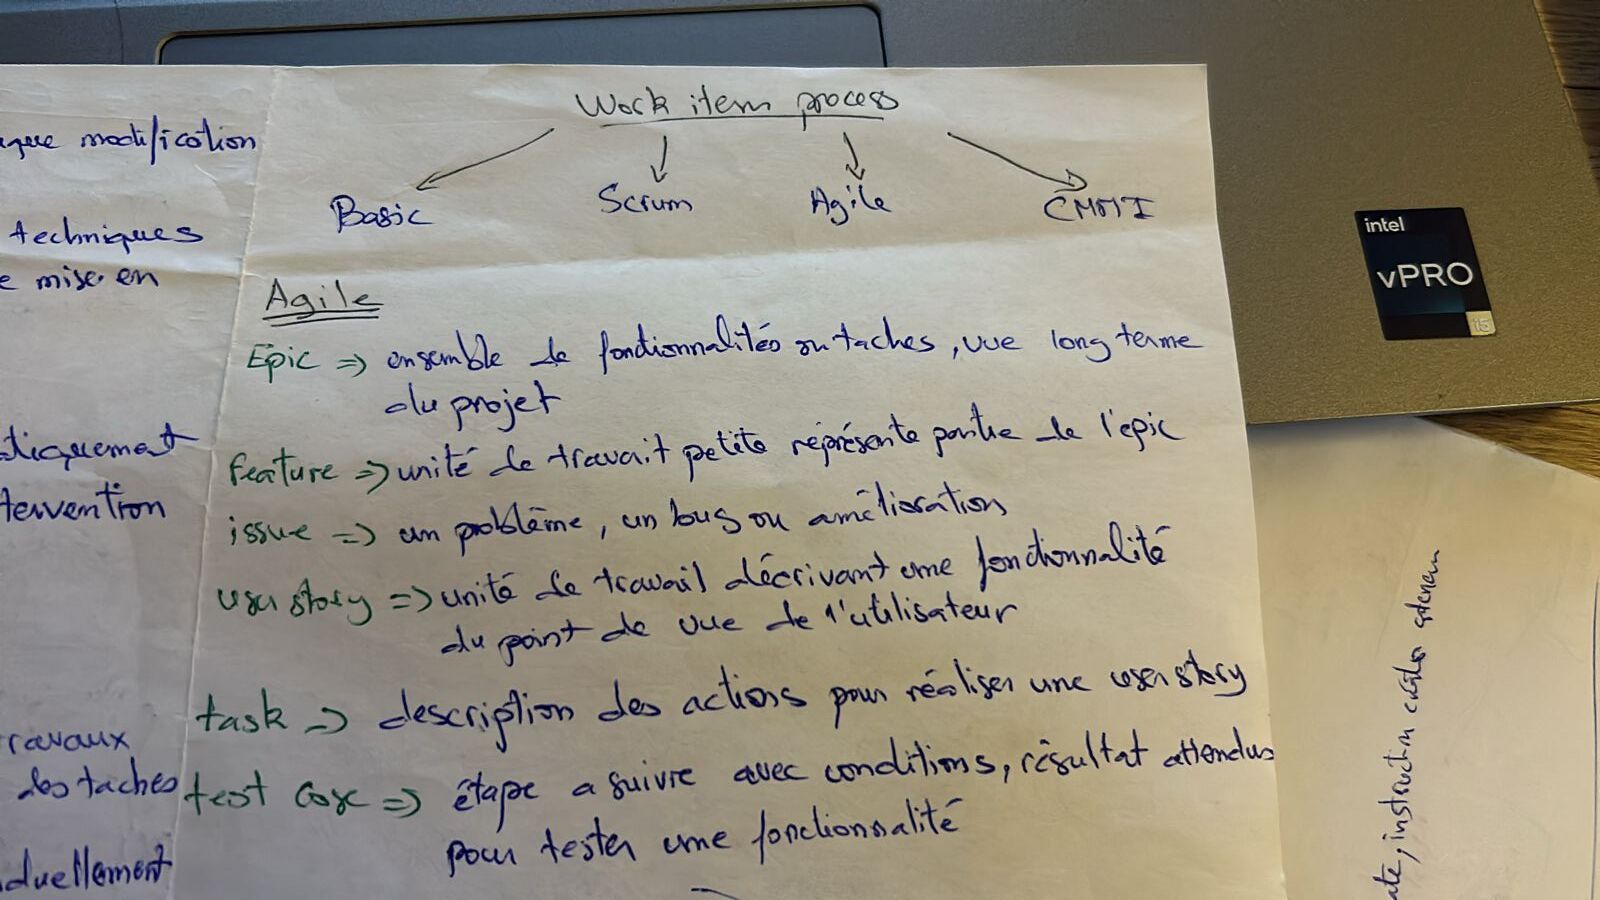 Work item process
Basic Scrum Agile CMMI
Agile
Epic => ensemble de fonctionnalités ou taches, vue long terme
du projet
feature => unité de travail petite représente partie de l'epic
issue => un problème, un bug ou amélioration
user story => unité de travail décrivant une fonctionnalité
du point de vue de l'utilisateur
task => description des actions pour réaliser une user story
test case => étape a suivre avec conditions, résultat attendus
pour tester une fonctionnalité
modification
techniques
e mise en
tiquement
tervention
ravaux
des taches
duellement
intel
vPRO
i5
ate, instruction